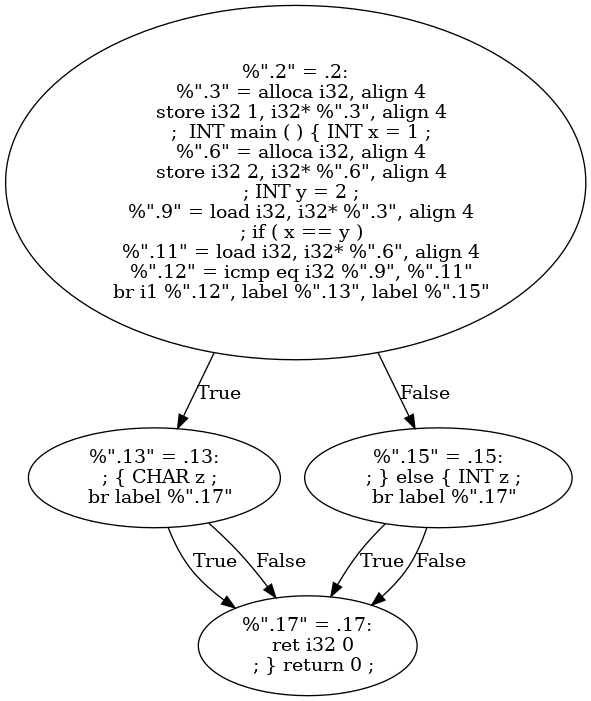 %".2" = .2:
%".3" = alloca i32, align 4
store i32 1, i32* %".3", align 4
;  INT main ( ) { INT x = 1 ;
%".6" = alloca i32, align 4
store i32 2, i32* %".6", align 4
; INT y = 2 ;
%".9" = load i32, i32* %".3", align 4
; if ( x == y )
%".11" = load i32, i32* %".6", align 4
%".12" = icmp eq i32 %".9", %".11"
br i1 %".12", label %".13", label %".15"
True
False
%".13" = .13:
; { CHAR z ;
br label %".17"
%".15" = .15:
; } else { INT z ;
br label %".17"
True
False
True
False
%".17" = .17:
ret i32 0
; } return 0 ;